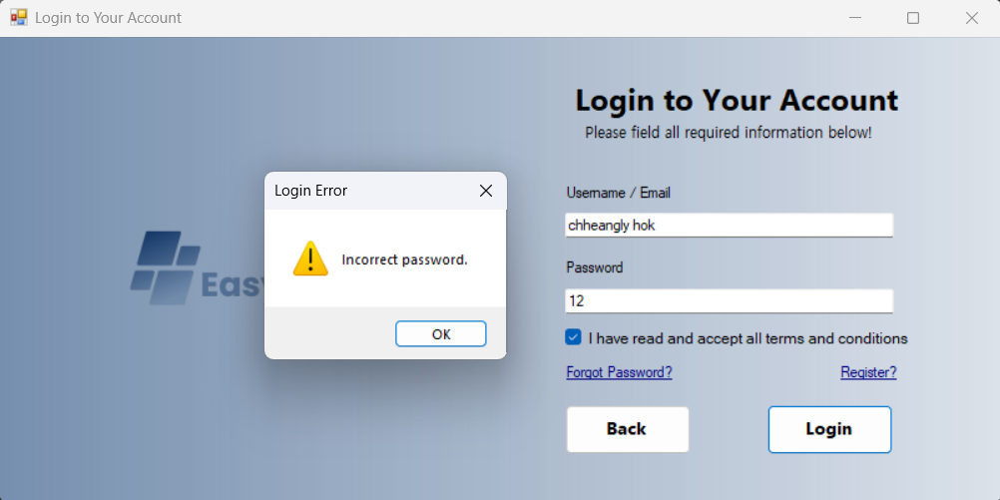 Login to Your Account
Login to Your Account
Please field all required information below!
Login Error
Incorrect password.
OK
Easy
Username / Email
chheangly hok
Password
12
I have read and accept all terms and conditions
Forgot Password?
Register?
Back
Login